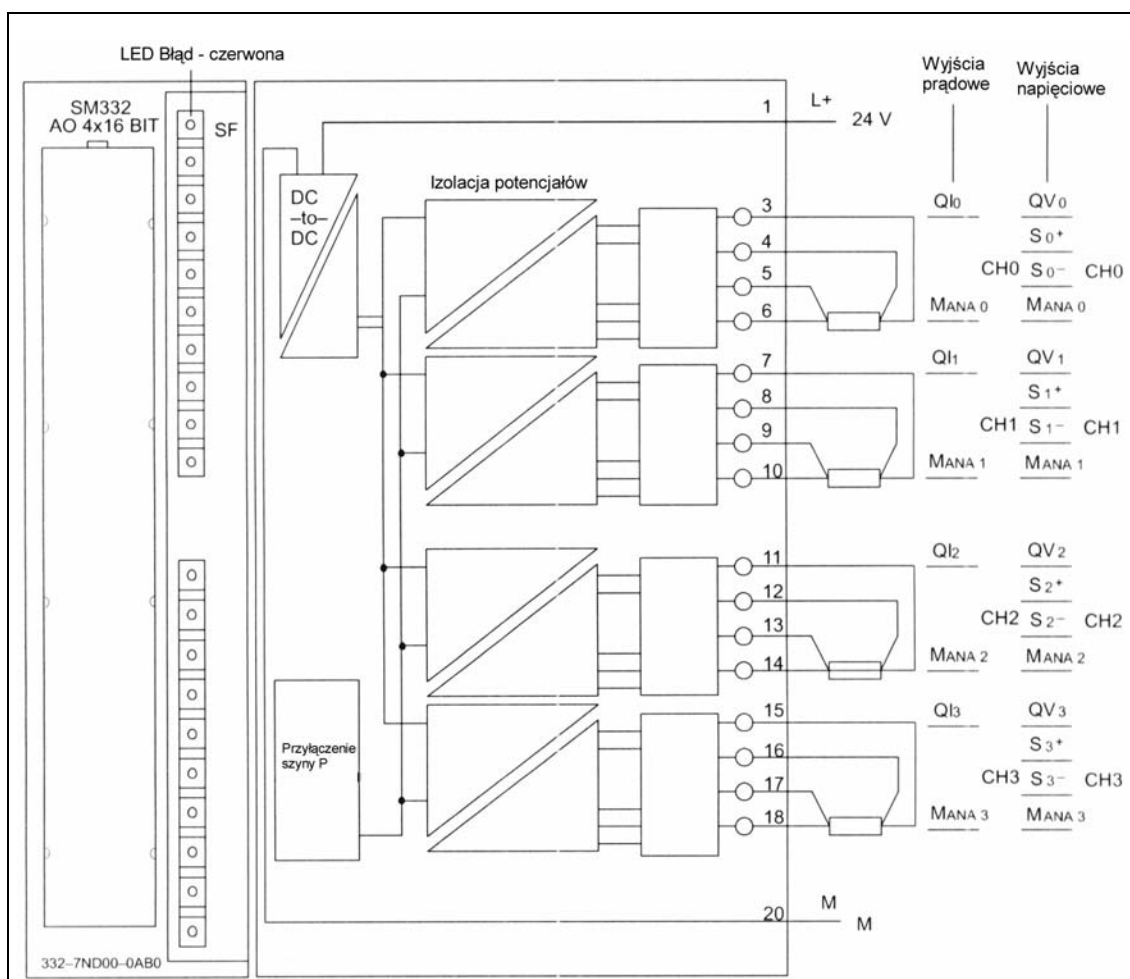 LED Błąd - czerwona
SM332
AO 4x16 BIT
SF
332-7ND00-0AB0
DC
–to–
DC
Izolacja potencjałów
Przyłączenie
szyny P
1
L+
24 V
Wyjścia
prądowe
Wyjścia
napięciowe
3
QI0
QV0
4
S0+
5
CH0
S0–
CH0
6
MANA 0
MANA 0
7
QI1
QV1
8
S1+
9
CH1
S1–
CH1
10
MANA 1
MANA 1
11
QI2
QV2
12
S2+
13
CH2
S2–
CH2
14
MANA 2
MANA 2
15
QI3
QV3
16
S3+
17
CH3
S3–
CH3
18
MANA 3
MANA 3
20
M
M